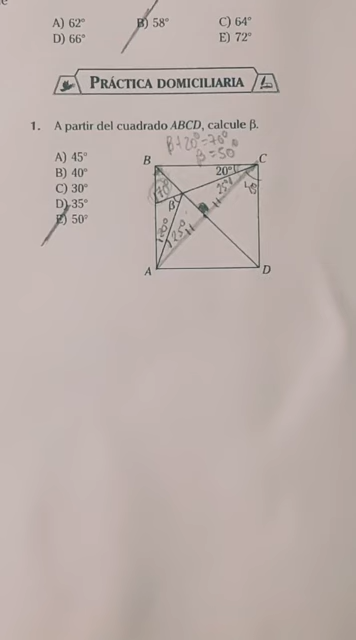 A) 62°
B) 58°
C) 64°
D) 66°
E) 72°
PRÁCTICA DOMICILIARIA
1. A partir del cuadrado ABCD, calcule β.
β+20°=70°
β=50°
A) 45°
B) 40°
C) 30°
D) 35°
E) 50°
B
C
20°
70°
25°
45
β
20°
25°
A
D